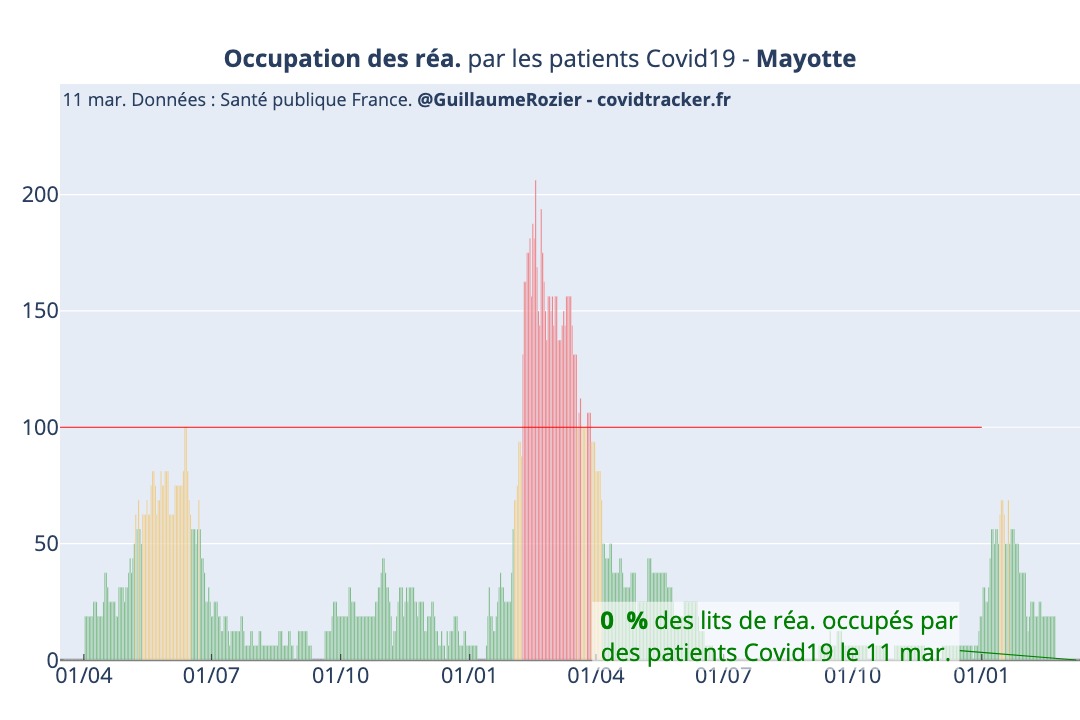 Occupation des réa. par les patients Covid19 - Mayotte
11 mar. Données : Santé publique France. @GuillaumeRozier - covidtracker.fr
200
150
100
50
0
0 % des lits de réa. occupés par
des patients Covid19 le 11 mar.
01/04 01/07 01/10 01/01 01/04 01/07 01/10 01/01